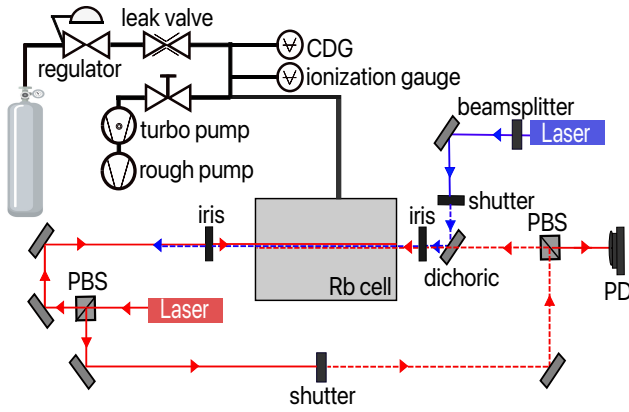 leak valve
regulator
CDG
ionization gauge
turbo pump
rough pump
beamsplitter
Laser
shutter
iris
iris
PBS
dichoric
PD
Rb cell
PBS
Laser
shutter